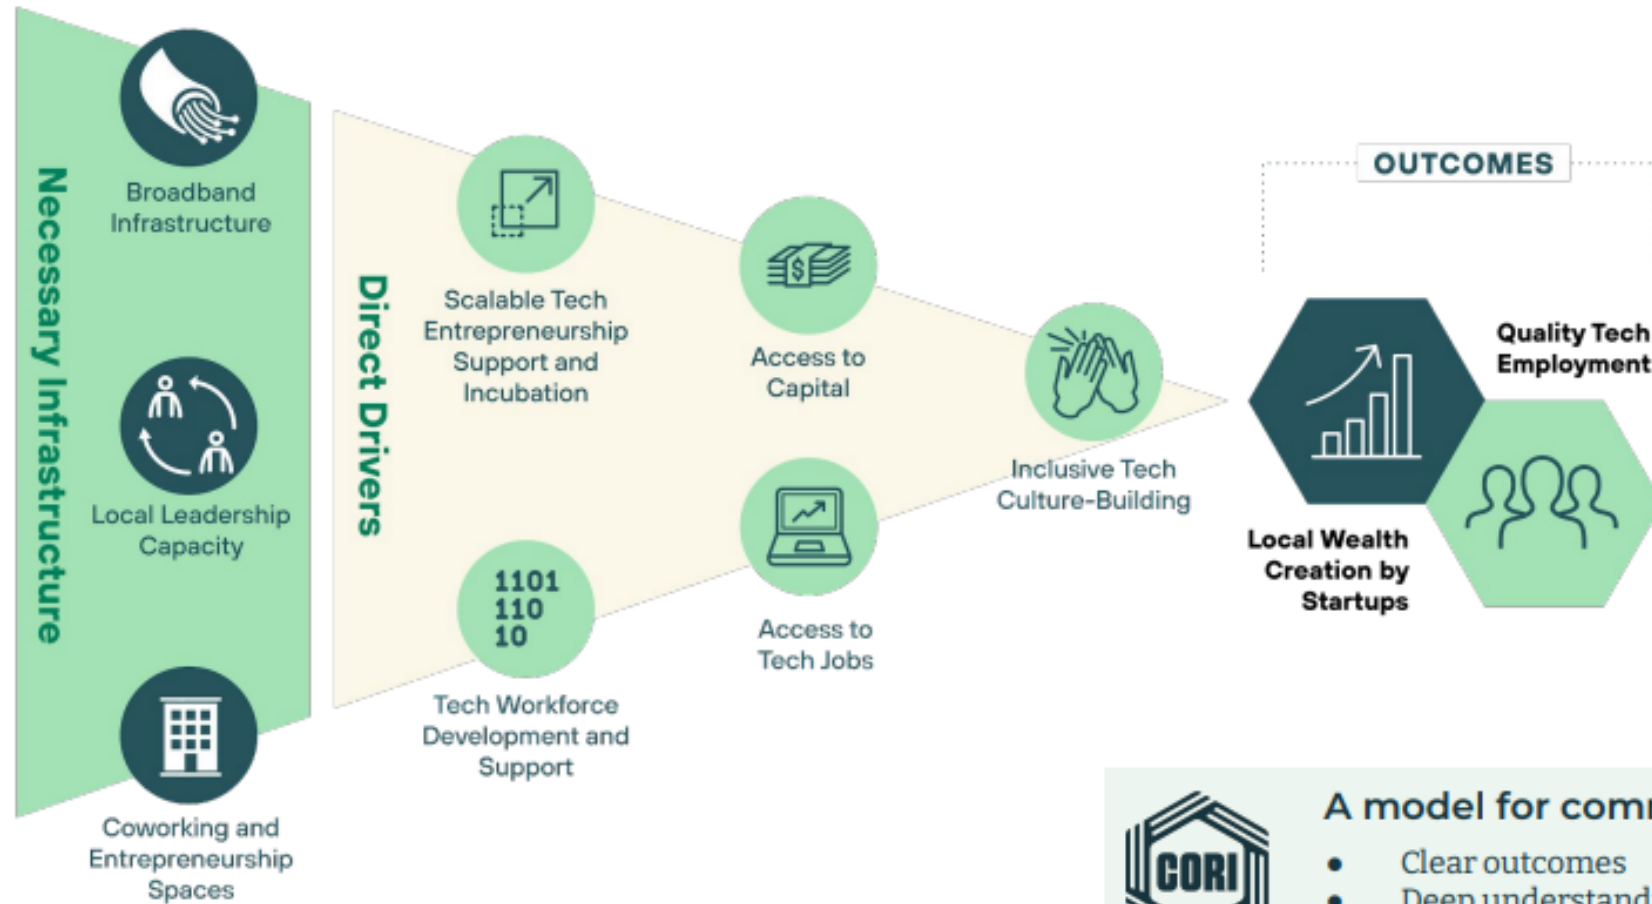 Necessary Infrastructure
Broadband
Infrastructure
Local Leadership
Capacity
Coworking and
Entrepreneurship
Spaces
Direct Drivers
Scalable Tech
Entrepreneurship
Support and
Incubation
1101
110
10
Tech Workforce
Development and
Support
$
Access to
Capital
Access to
Tech Jobs
Inclusive Tech
Culture-Building
OUTCOMES
Quality Tech
Employment
Local Wealth
Creation by
Startups
CORI
A model for
• Clear outcomes
• Deep